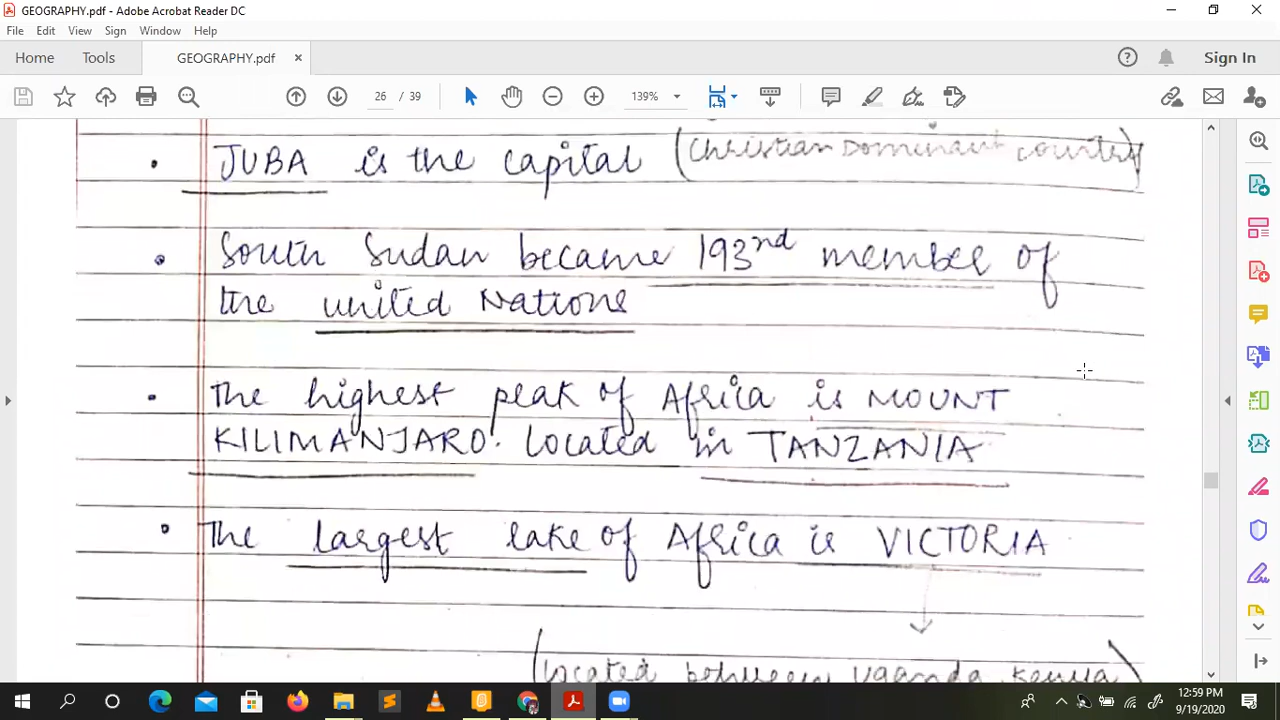 GEOGRAPHY.pdf - Adobe Acrobat Reader DC
File Edit View Sign Window Help
Home Tools GEOGRAPHY.pdf × Sign In
26 / 39 139%
• JUBA is the capital (Christian Dominant country)
• South Sudan became 193nd member of
the united Nations
• The highest peak of Africa is MOUNT
KILIMANJARO. located in TANZANIA
• The largest lake of Africa is VICTORIA
(located between Uganda, Kenya
12:59 PM
9/19/2020